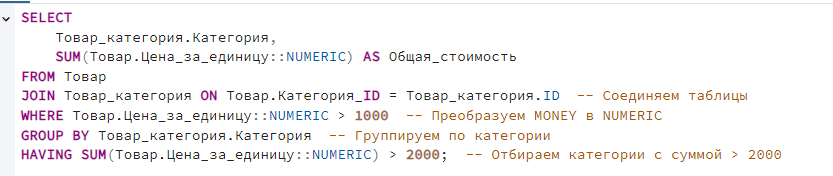 SELECT
Товар_категория.Категория,
SUM(Товар.Цена_за_единицу::NUMERIC) AS Общая_стоимость
FROM Товар
JOIN Товар_категория ON Товар.Категория_ID = Товар_категория.ID -- Соединяем таблицы
WHERE Товар.Цена_за_единицу::NUMERIC > 1000 -- Преобразуем MONEY в NUMERIC
GROUP BY Товар_категория.Категория -- Группируем по категории
HAVING SUM(Товар.Цена_за_единицу::NUMERIC) > 2000; -- Отбираем категории с суммой > 2000